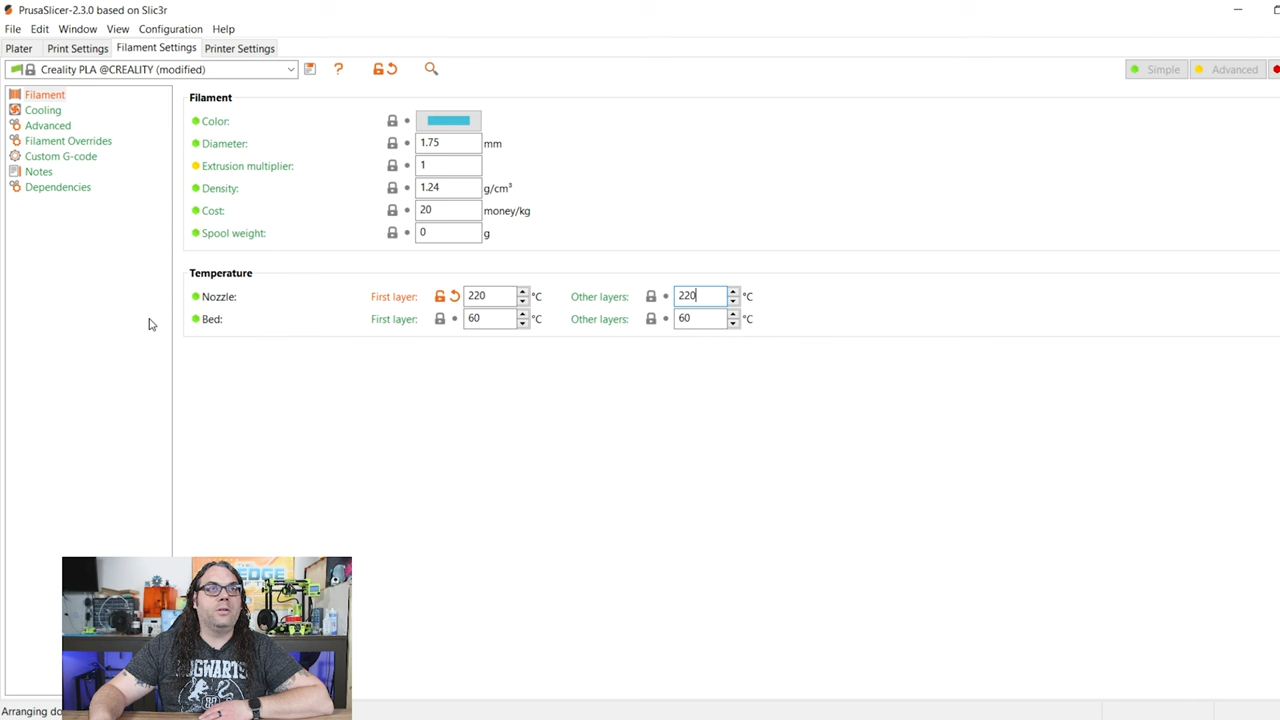 PrusaSlicer-2.3.0 based on Slic3r
File Edit Window View Configuration Help
Plater Print Settings Filament Settings Printer Settings
Creality PLA @CREALITY (modified) ? Simple Advanced
Filament
Cooling
Advanced
Filament Overrides
Custom G-code
Notes
Dependencies
Filament
Color:
Diameter: 1.75 mm
Extrusion multiplier: 1
Density: 1.24 g/cm³
Cost: 20 money/kg
Spool weight: 0 g
Temperature
Nozzle: First layer: 220 °C Other layers: 220 °C
Bed: First layer: 60 °C Other layers: 60 °C
EDGE
Arranging do